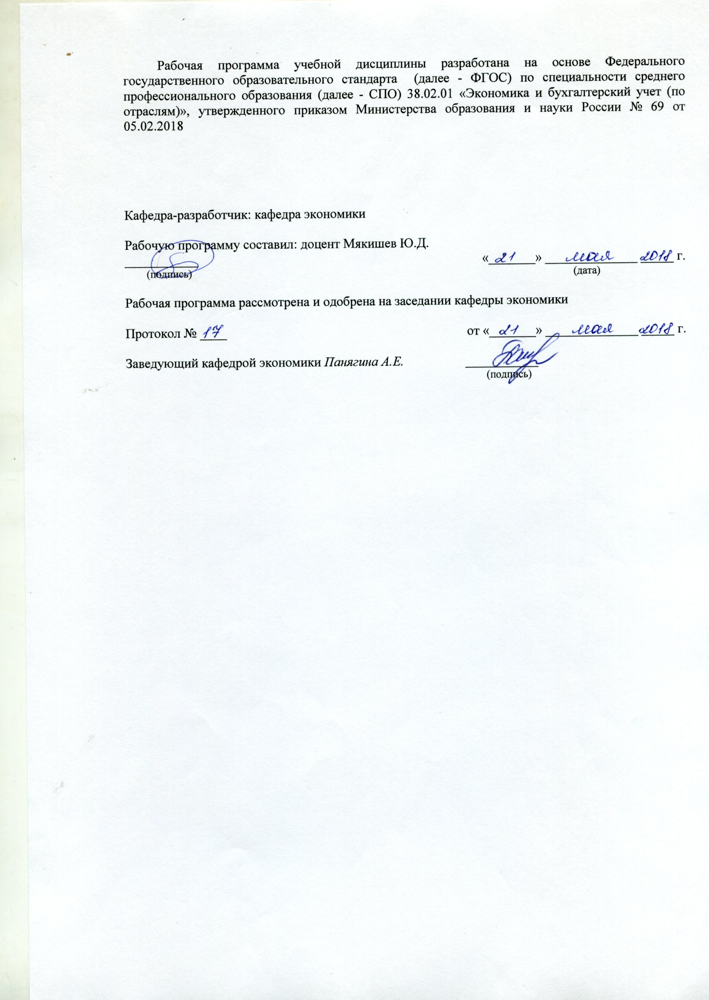 Рабочая программа учебной дисциплины разработана на основе Федерального
государственного образовательного стандарта (далее - ФГОС) по специальности среднего
профессионального образования (далее - СПО) 38.02.01 «Экономика и бухгалтерский учет (по
отраслям)», утвержденного приказом Министерства образования и науки России № 69 от
05.02.2018
Кафедра-разработчик: кафедра экономики
Рабочую программу составил: доцент Мякишев Ю.Д.
«21» мая 2018 г.
(подпись) (дата)
Рабочая программа рассмотрена и одобрена на заседании кафедры экономики
Протокол № 17 от «21» мая 2018 г.
Заведующий кафедрой экономики Панягина А.Е.
(подпись)